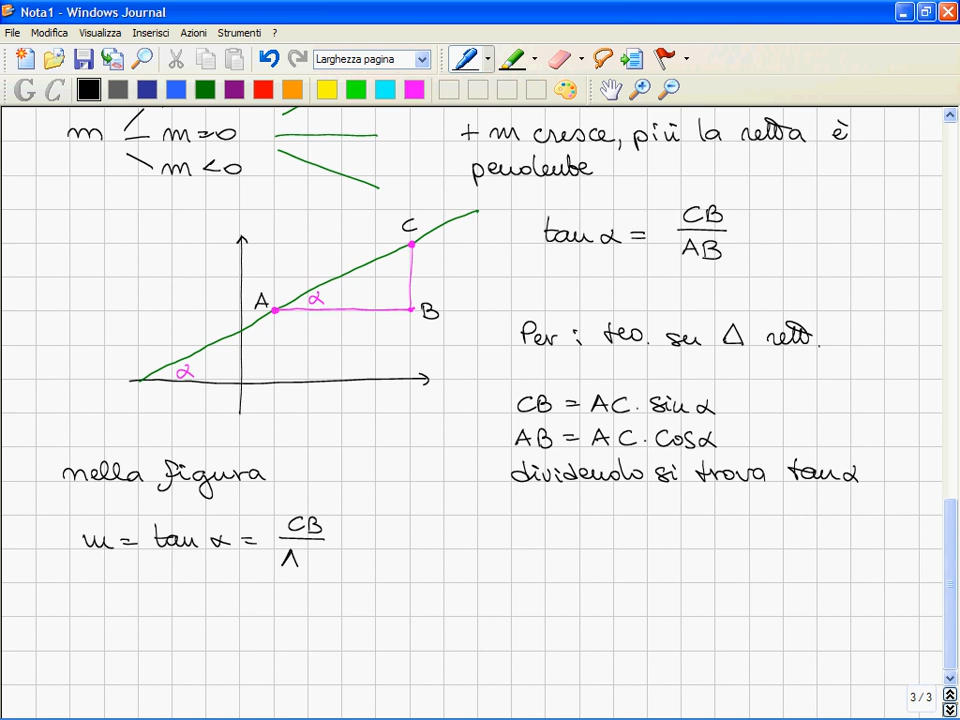 Nota1 - Windows Journal
File Modifica Visualizza Inserisci Azioni Strumenti ?
Larghezza pagina
G C
m m=0
m<0
+ m cresce, più la retta è
pendente
tan α = CB
AB
C
A α B
α
Per i teo. su Δ rett.
CB = AC · sin α
AB = AC · cos α
dividendo si trova tan α
nella figura
m = tan α = CB
A
3 / 3